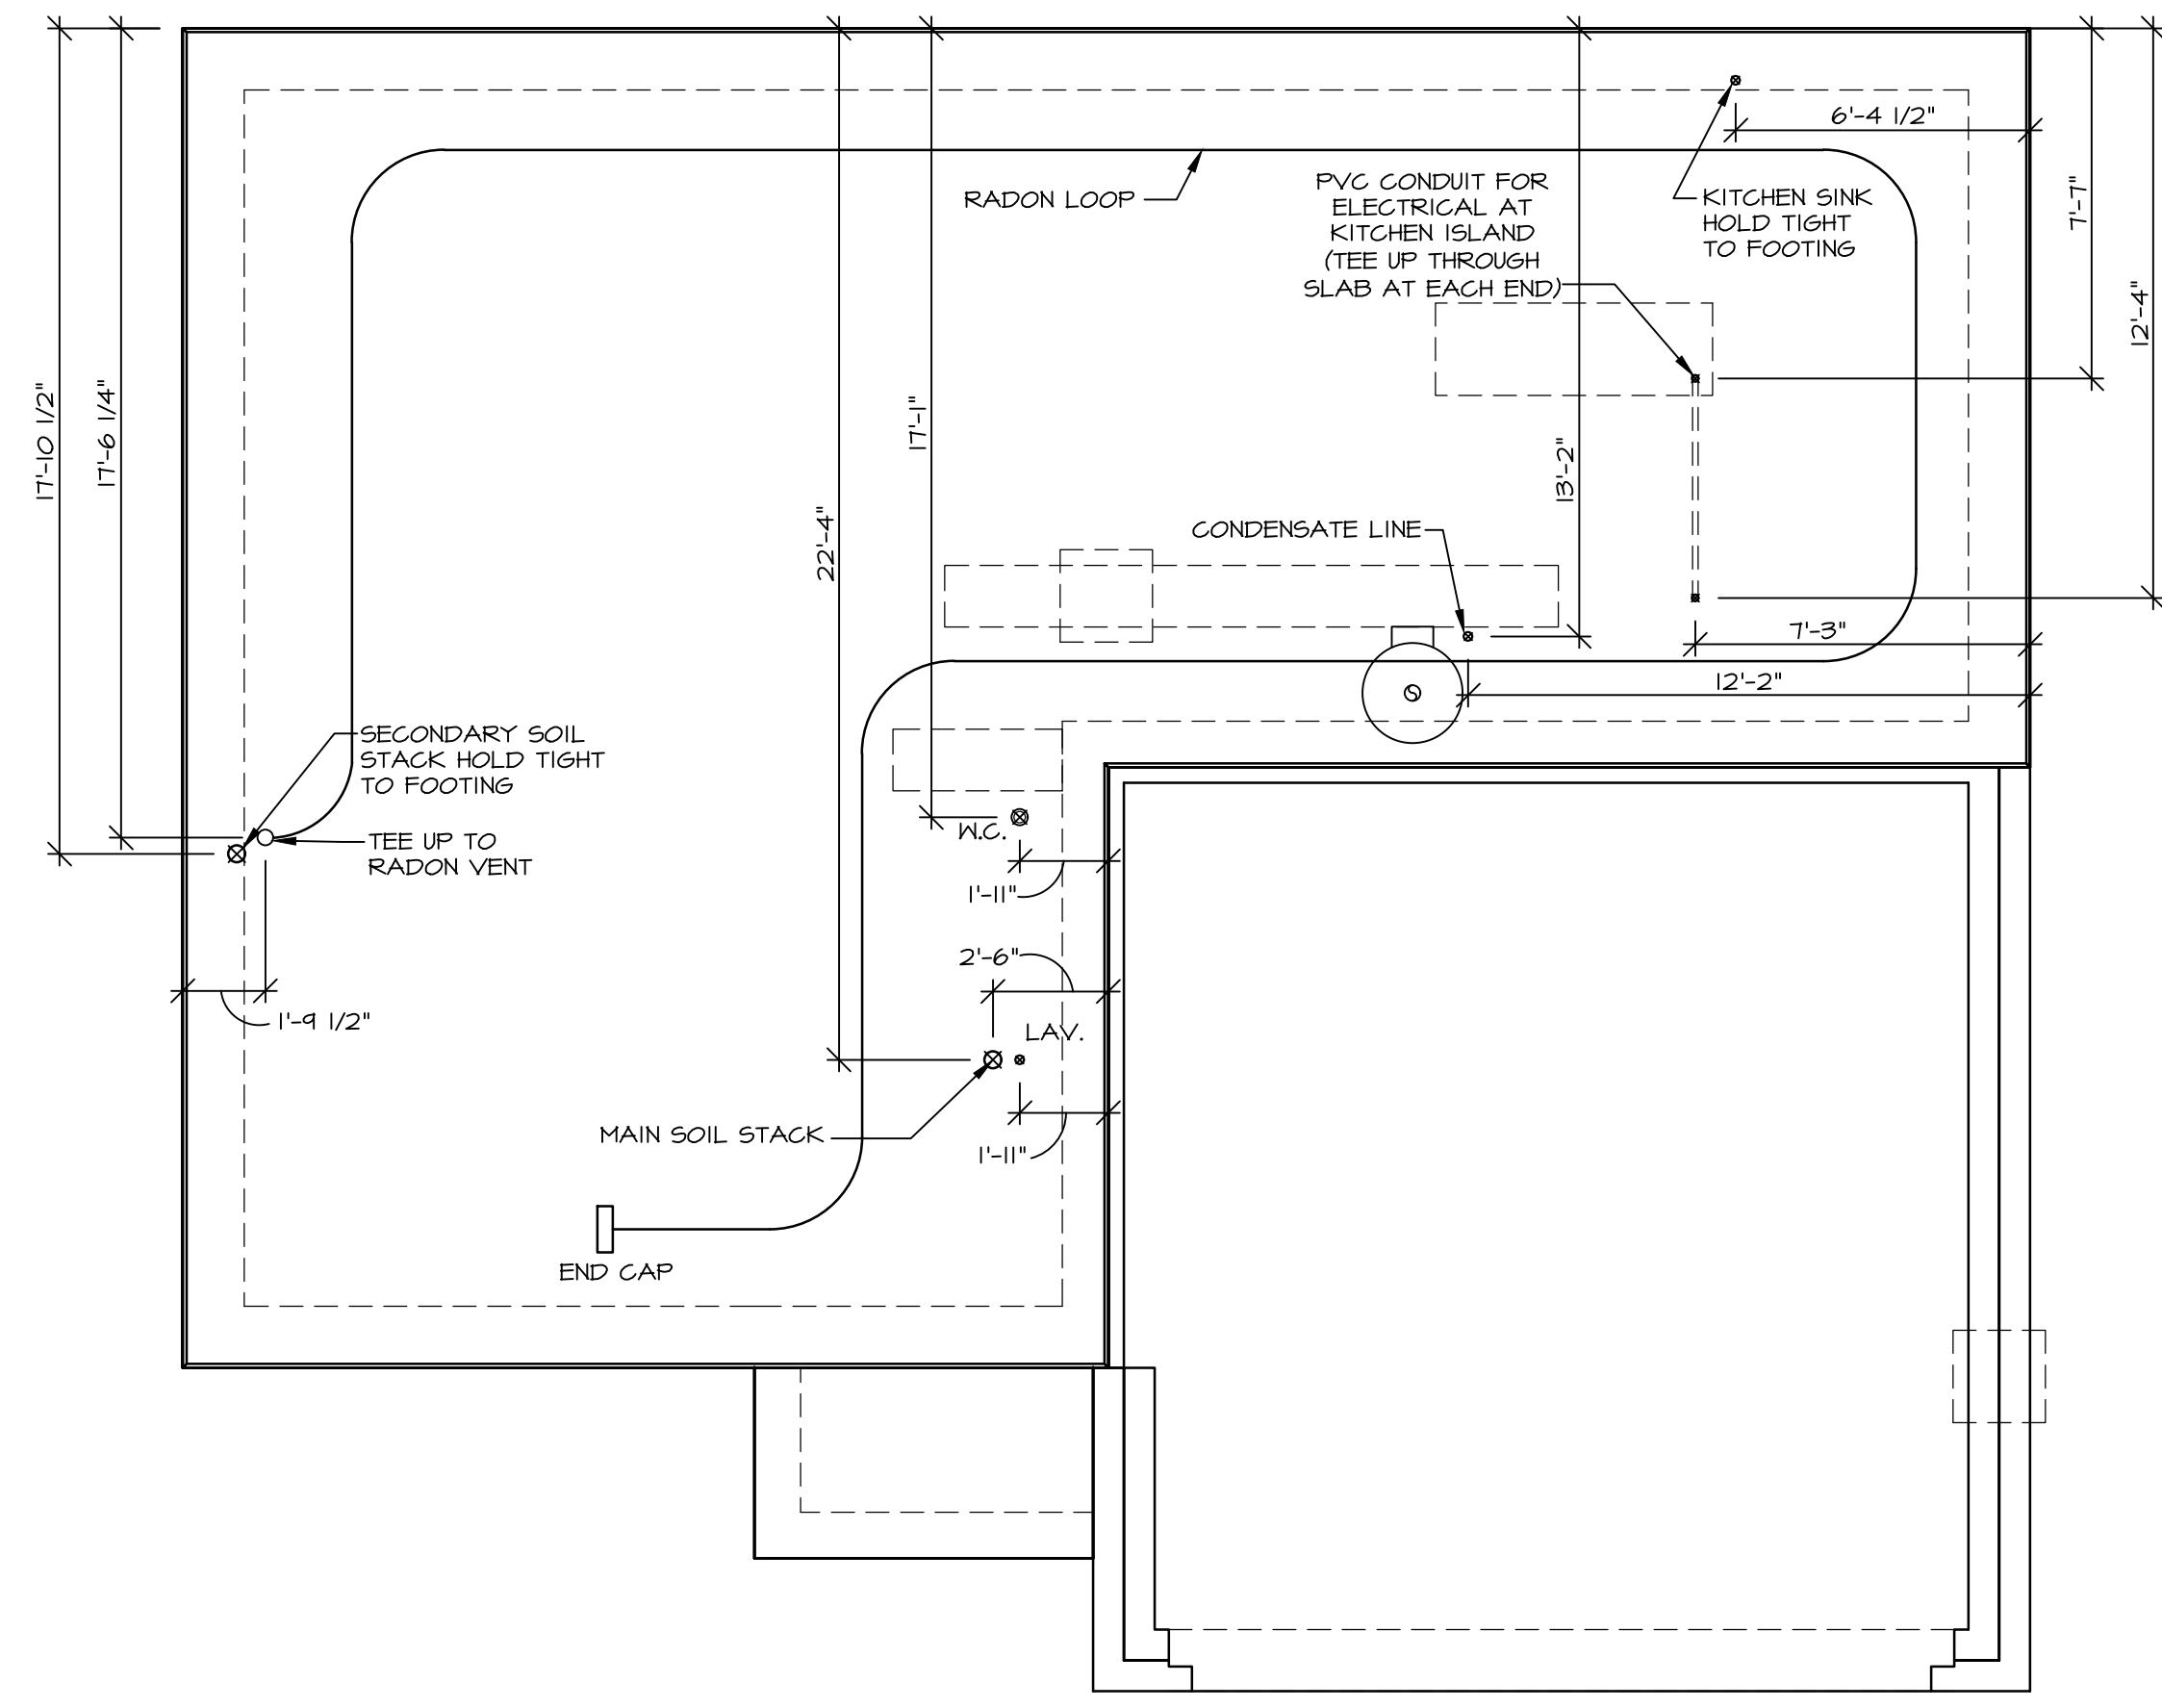 6'-4 1/2"
RADON LOOP
PVC CONDUIT FOR
ELECTRICAL AT
KITCHEN ISLAND
(TEE UP THROUGH
SLAB AT EACH END)
KITCHEN SINK
HOLD TIGHT
TO FOOTING
7'-7"
12'-4"
17'-10 1/2"
17'-6 1/4"
17'-1"
13'-2"
22'-4"
CONDENSATE LINE
7'-3"
12'-2"
S
SECONDARY SOIL
STACK HOLD TIGHT
TO FOOTING
TEE UP TO
RADON VENT
W.C.
1'-11"
2'-6"
1'-9 1/2"
LAV.
MAIN SOIL STACK
1'-11"
END CAP